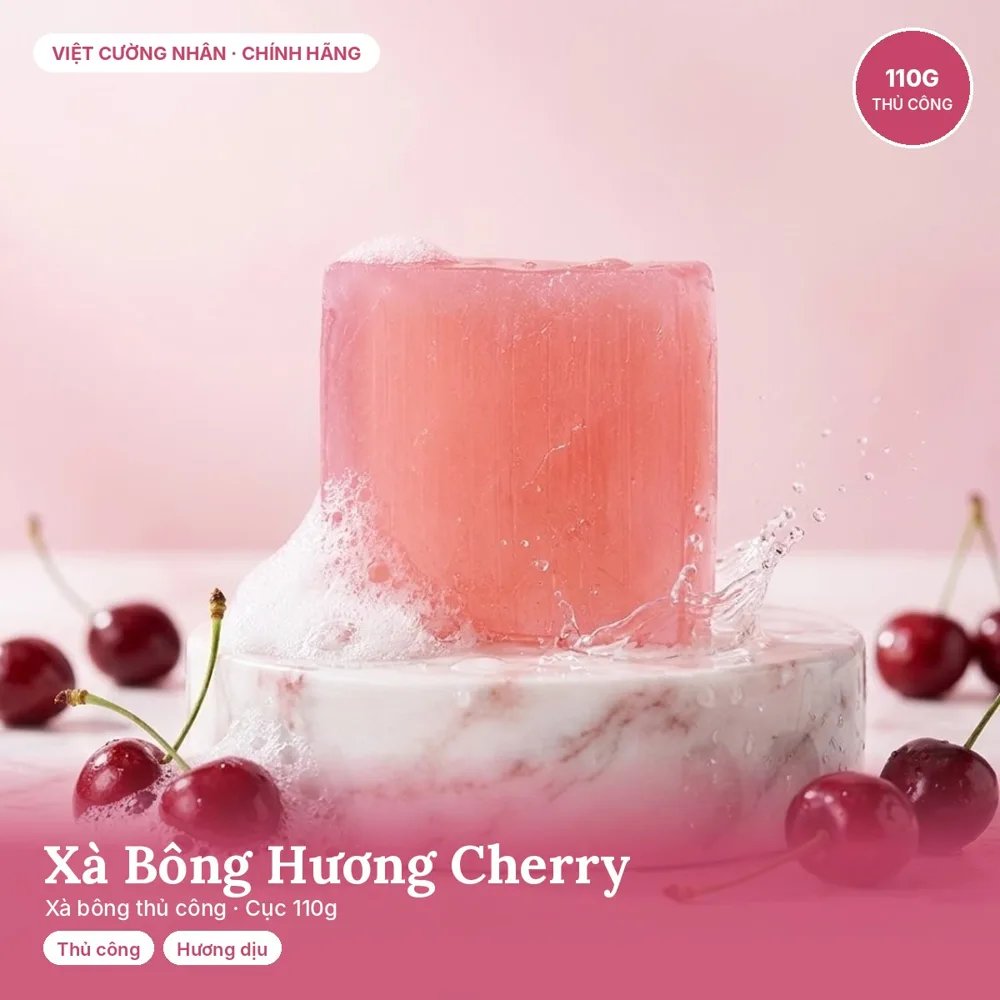 VIỆT CƯỜNG NHÂN · CHÍNH HÃNG
110G
THỦ CÔNG
Xà Bông Hương Cherry
Xà bông thủ công · Cục 110g
Thủ công
Hương dịu